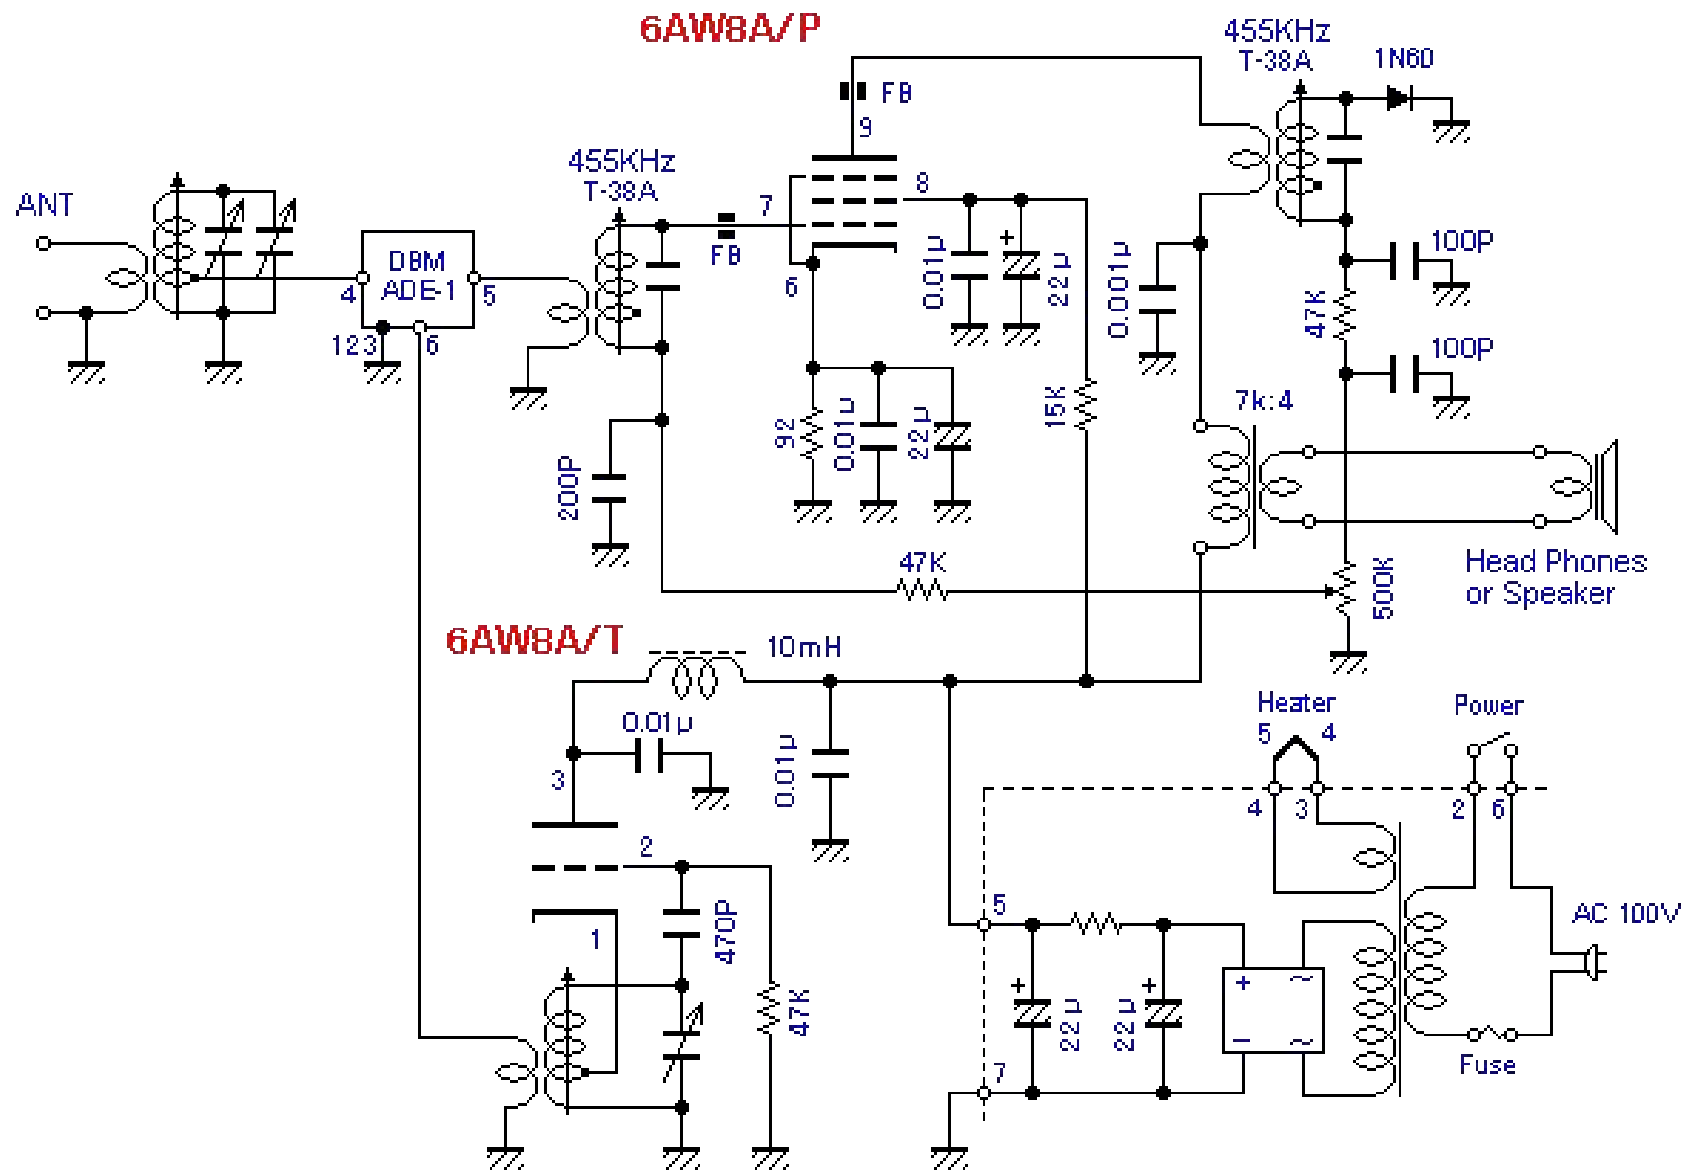 6AW8A/P
455KHz
T-38A
1N60
FB
9
455KHz
T-38A
ANT
7
8
FB
DBM
ADE-1
4
5
123
6
6
0.01µ
+
22µ
0.001µ
100P
47K
100P
92
0.01µ
22µ
15K
7k:4
200P
47K
500K
Head Phones
or Speaker
6AW8A/T
10mH
0.01µ
0.01µ
3
Heater
5
4
Power
4
3
2
6
2
1
470P
47K
5
AC 100V
+
22µ
+
22µ
+
~
−
~
Fuse
7